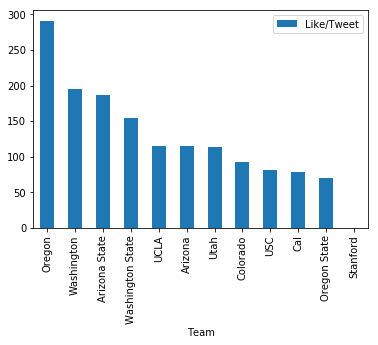 300
250
200
150
100
50
0
Like/Tweet
Oregon
Washington
Arizona State
Washington State
UCLA
Arizona
Utah
Colorado
USC
Cal
Oregon State
Stanford
Team